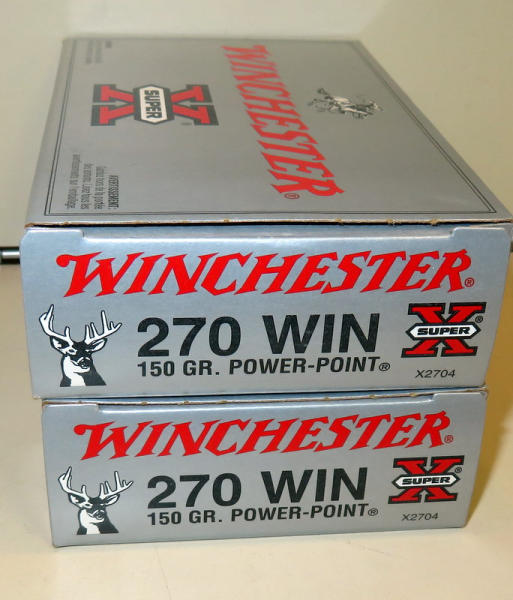 WINCHESTER
SUPER X
AVERTISSEMENT:
WINCHESTER®
270 WIN
150 GR. POWER-POINT®
X SUPER ®
X2704
WINCHESTER®
270 WIN
150 GR. POWER-POINT®
X SUPER ®
X2704